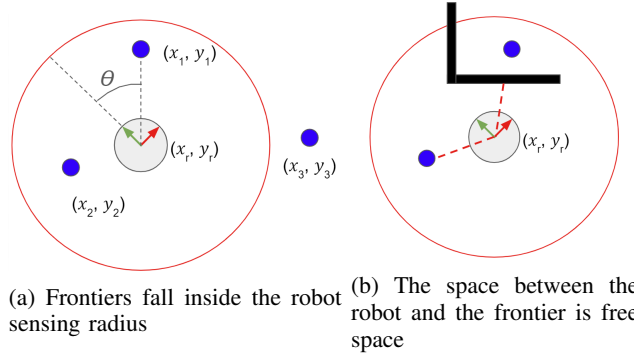 (x₁, y₁)
θ
(xᵣ, yᵣ)
(x₂, y₂)
(x₃, y₃)
(xᵣ, yᵣ)
(a) Frontiers fall inside the robot
sensing radius
(b) The space between the
robot and the frontier is free
space